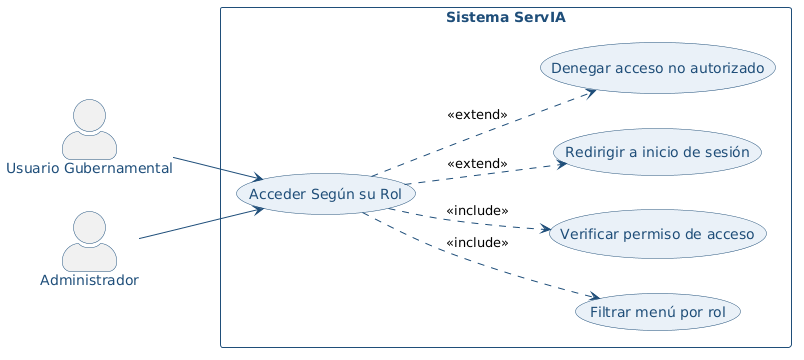 Sistema ServIA
Denegar acceso no autorizado
«extend»
Usuario Gubernamental
Redirigir a inicio de sesión
«extend»
Acceder Según su Rol
«include»
Verificar permiso de acceso
«include»
Administrador
Filtrar menú por rol